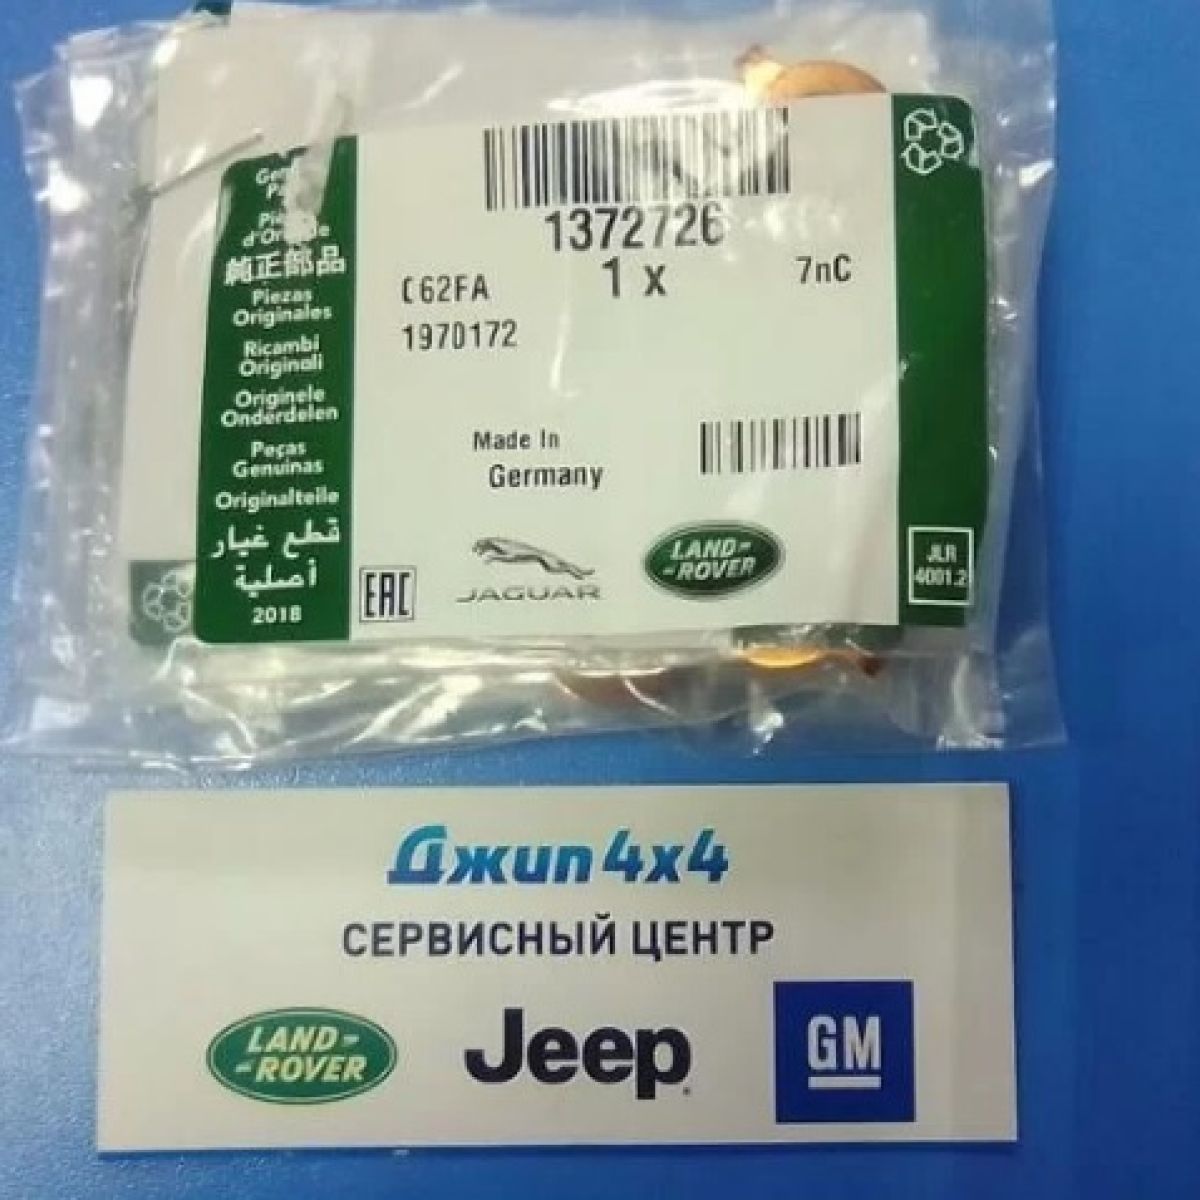 1372726
1 x
C62FA
7nC
1970172
Made In
Germany
JAGUAR
LAND-
ROVER
純正部品
Piezas
Originales
Ricambi
Originali
Originele
Onderdelen
Peças
Genuinas
Originalteile
قطع غيار
أصلية
2018
EAC
JLR
4001.2
Джип 4x4
СЕРВИСНЫЙ ЦЕНТР
LAND-
ROVER
Jeep
GM